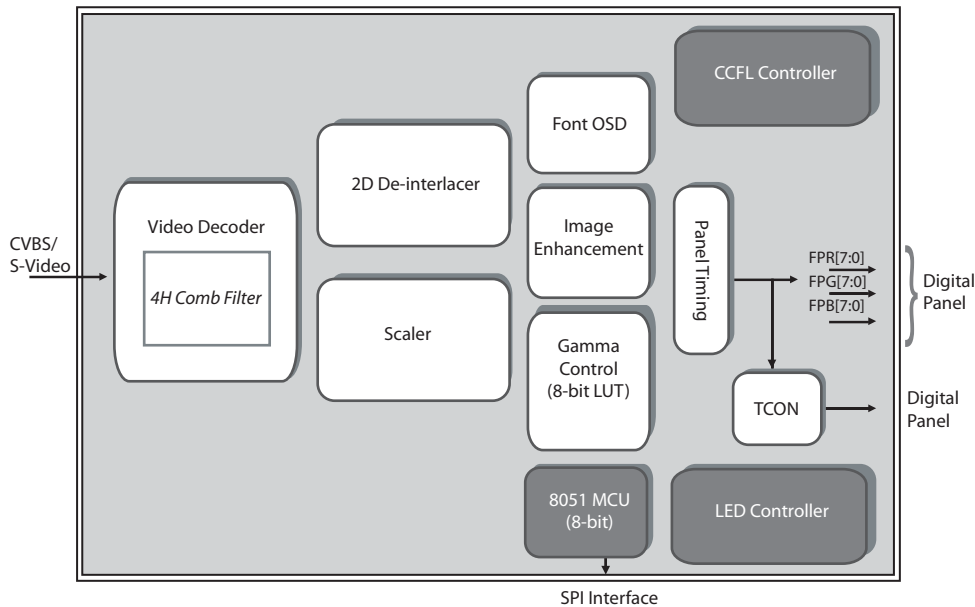 CCFL Controller
Font OSD
2D De-interlacer
Video Decoder
4H Comb Filter
CVBS/
S-Video
Image
Enhancement
Panel Timing
FPR[7:0]
FPG[7:0]
FPB[7:0]
Digital
Panel
Scaler
Gamma
Control
(8-bit LUT)
TCON
Digital
Panel
8051 MCU
(8-bit)
LED Controller
SPI Interface